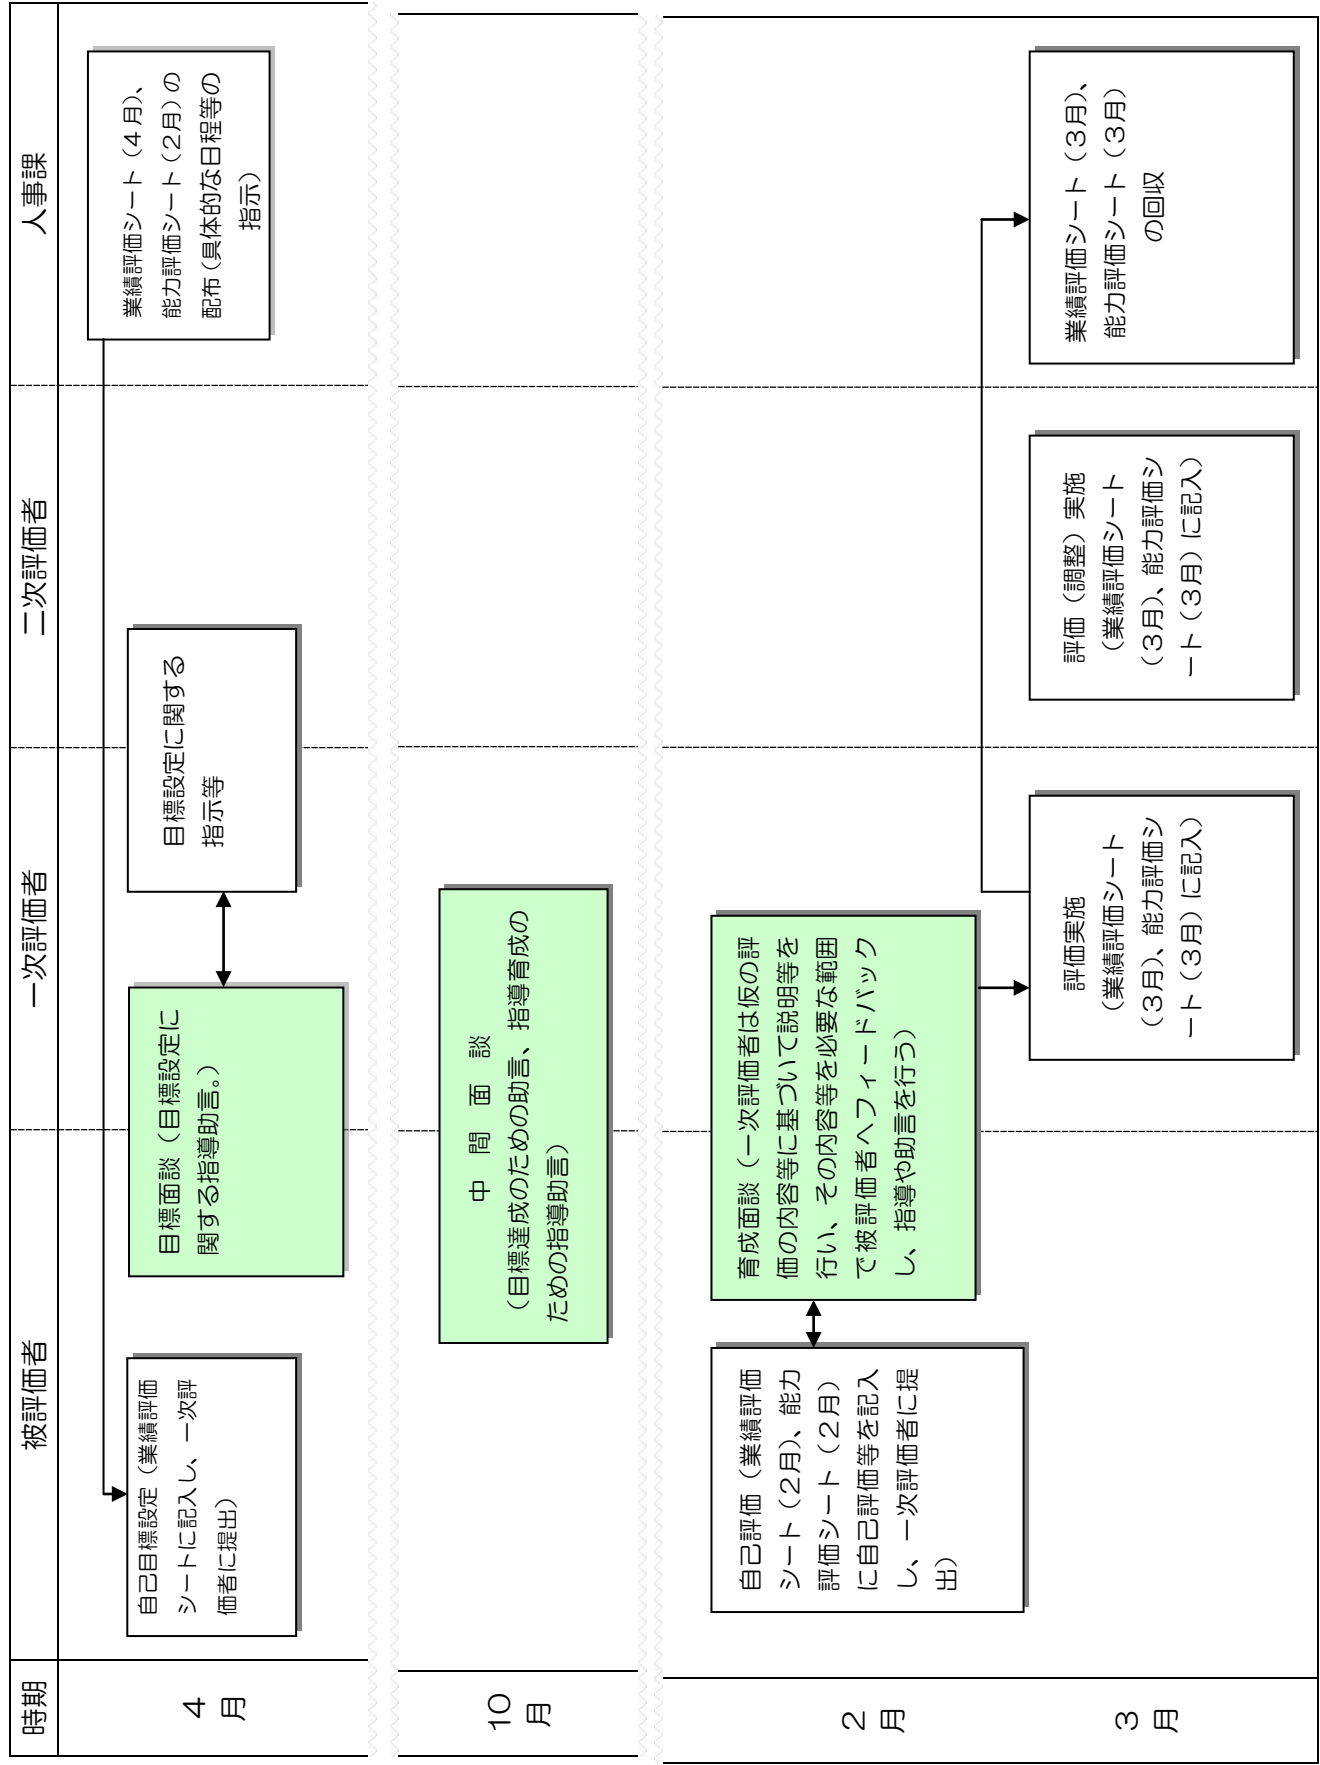 時期
被評価者
一次評価者
二次評価者
人事課
4
月
自己目標設定（業績評価
シートに記入し、一次評
価者に提出）
目標面談（目標設定に
関する指導助言。）
目標設定に関する
指示等
業績評価シート（4月）、
能力評価シート（2月）の
配布（具体的な日程等の
指示）
10
月
中　間　面　談
（目標達成のための助言、指導育成の
ための指導助言）
2
月
自己評価（業績評価
シート（2月）、能力
評価シート（2月）
に自己評価等を記入
し、一次評価者に提
出）
育成面談（一次評価者は仮の評
価の内容等に基づいて説明等を
行い、その内容等を必要な範囲
で被評価者へフィードバック
し、指導や助言を行う）
3
月
評価実施
（業績評価シート
（3月）、能力評価シ
ート（3月）に記入）
評価（調整）実施
（業績評価シート
（3月）、能力評価シ
ート（3月）に記入）
業績評価シート（3月）、
能力評価シート（3月）
の回収